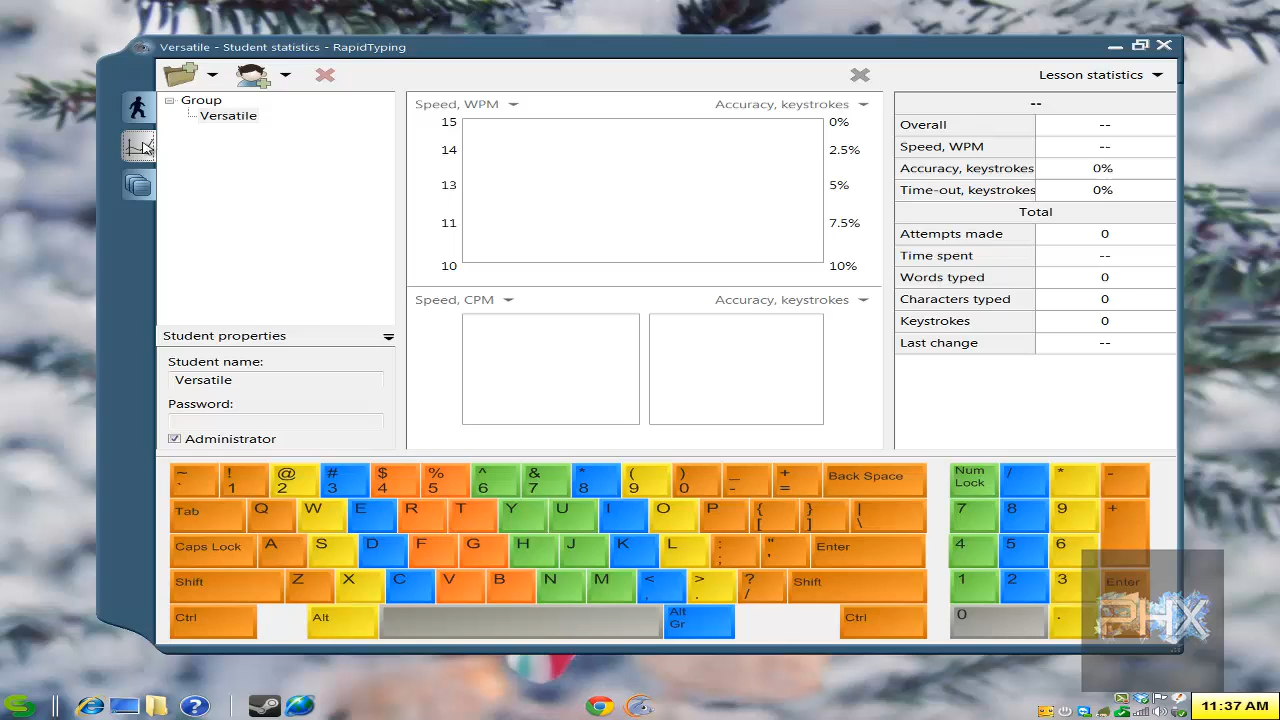 Versatile - Student statistics - RapidTyping
Lesson statistics
Group
Versatile
Student properties
Student name:
Versatile
Password:
Administrator
Speed, WPM Accuracy, keystrokes
15 0%
14 2.5%
13 5%
11 7.5%
10 10%
Speed, CPM Accuracy, keystrokes
--
Overall --
Speed, WPM --
Accuracy, keystrokes 0%
Time-out, keystrokes 0%
Total
Attempts made 0
Time spent --
Words typed 0
Characters typed 0
Keystrokes 0
Last change --
~ ! @ # $ % ^ & * ( ) _ + Back Space Num Lock / * -
` 1 2 3 4 5 6 7 8 9 0 - =
Tab Q W E R T Y U I O P { } | 7 8 9 +
[ ] \
Caps Lock A S D F G H J K L : " Enter 4 5 6
; '
Shift Z X C V B N M < > ? Shift 1 2 3 Enter
, . /
Ctrl Alt Alt Gr Ctrl 0 .
PHX
11:37 AM